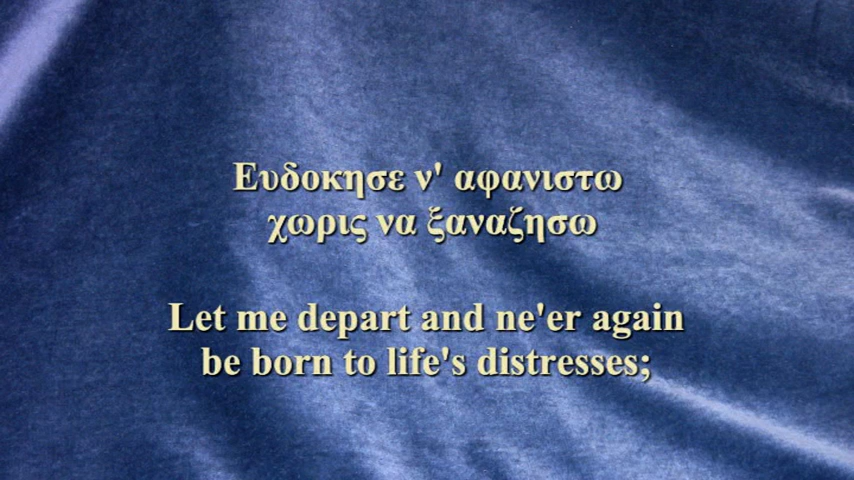 Ευδοκησε ν' αφανιστω
χωρις να ξαναζησω
Let me depart and ne'er again
be born to life's distresses;